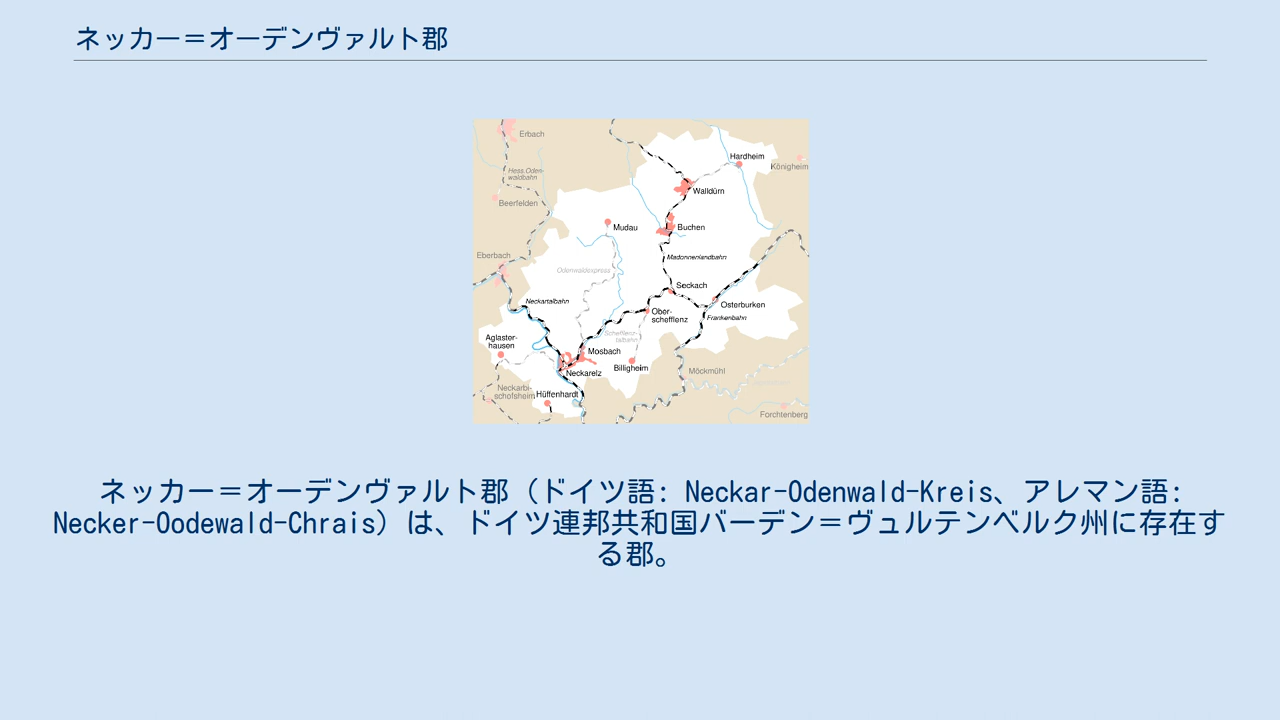 ネッカー＝オーデンヴァルト郡
Erbach
Hardheim
Königheim
Hess.Oden-
waldbahn
Walldürn
Beerfelden
Mudau
Buchen
Eberbach
Madonnenlandbahn
Odenwaldexpress
Seckach
Neckartalbahn
Osterburken
Ober-
schefflenz
Frankenbahn
Schefflenz-
talbahn
Aglaster-
hausen
Mosbach
Billigheim
Neckarelz
Möckmühl
Neckarbi-
schofsheim
Hüffenhardt
Forchtenberg
ネッカー＝オーデンヴァルト郡（ドイツ語: Neckar-Odenwald-Kreis、アレマン語:
Necker-Oodewald-Chrais）は、ドイツ連邦共和国バーデン＝ヴュルテンベルク州に存在す
る郡。